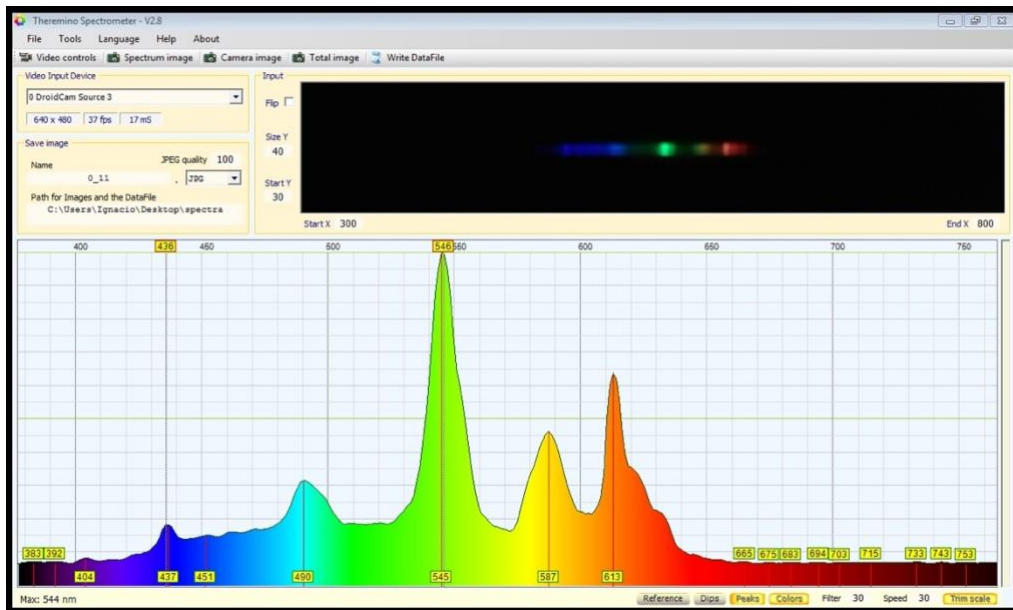 Theremino Spectrometer - V2.8
File Tools Language Help About
Video controls Spectrum image Camera image Total image Write DataFile
Video Input Device
0 DroidCam Source 3
640 x 480 37 fps 17 mS
Save image
Name JPEG quality 100
0_11 . JPG
Path for Images and the DataFile
C:\Users\Ignacio\Desktop\spectra
Input
Flip
Size Y
40
Start Y
30
Start X 300 End X 800
400 436 450 500 546 550 600 650 700 750
383 392 665 675 683 694 703 715 733 743 753
404 437 451 490 545 587 613
Max: 544 nm Reference Dips Peaks Colors Filter 30 Speed 30 Trim scale